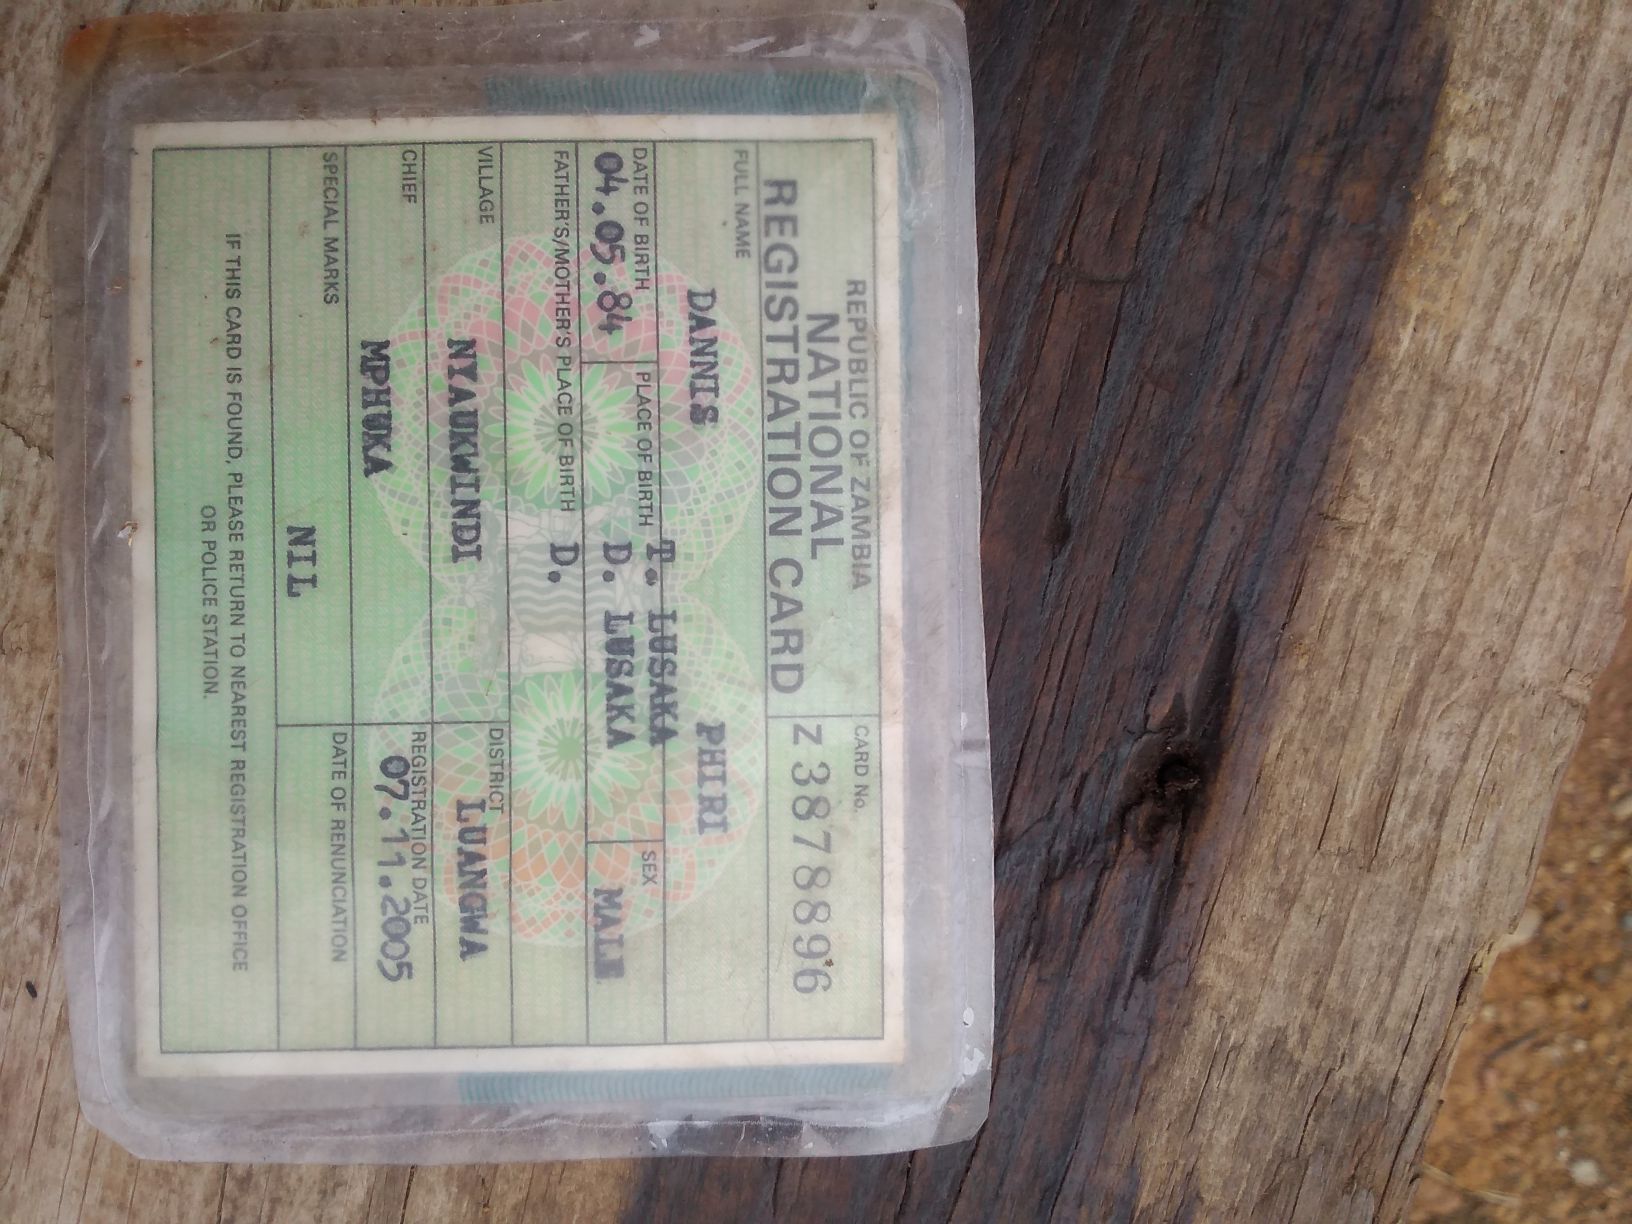 REPUBLIC OF ZAMBIA
NATIONAL
REGISTRATION CARD
CARD No.
Z 3878896
FULL NAME
DANNIS PHIRI
DATE OF BIRTH
04.05.84
PLACE OF BIRTH
T. LUSAKA
D. LUSAKA
SEX
MALE
FATHER'S/MOTHER'S PLACE OF BIRTH D.
VILLAGE
NYAUKWINDI
DISTRICT
LUANGWA
CHIEF
MPHUKA
REGISTRATION DATE
07.11.2005
SPECIAL MARKS
NIL
DATE OF RENUNCIATION
IF THIS CARD IS FOUND, PLEASE RETURN TO NEAREST REGISTRATION OFFICE
OR POLICE STATION.